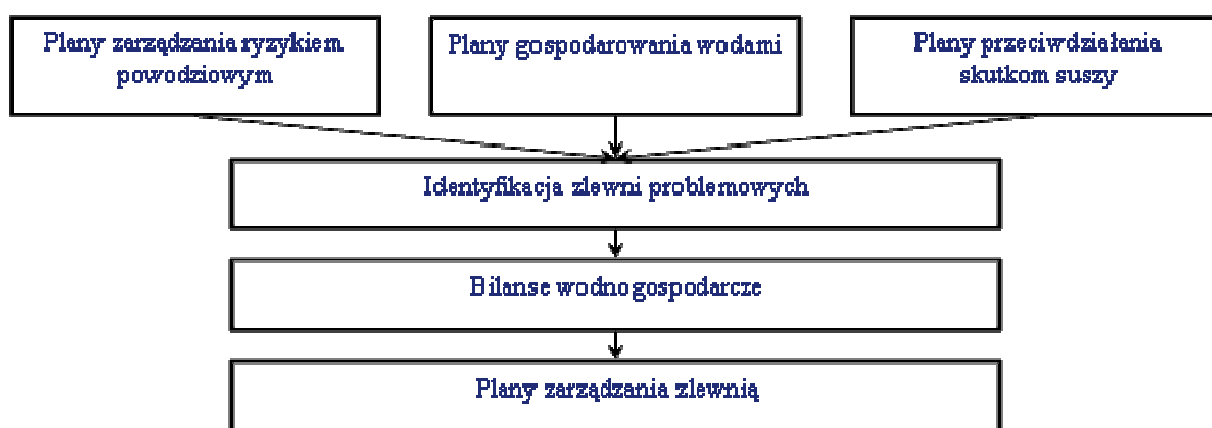 Plany zarządzania ryzykiem
powodziowym
Plany gospodarowania wodami
Plany przeciwdziałania
skutkom suszy
Identyfikacja zlewni problemowych
Bilanse wodnogospodarcze
Plany zarządzania zlewnią